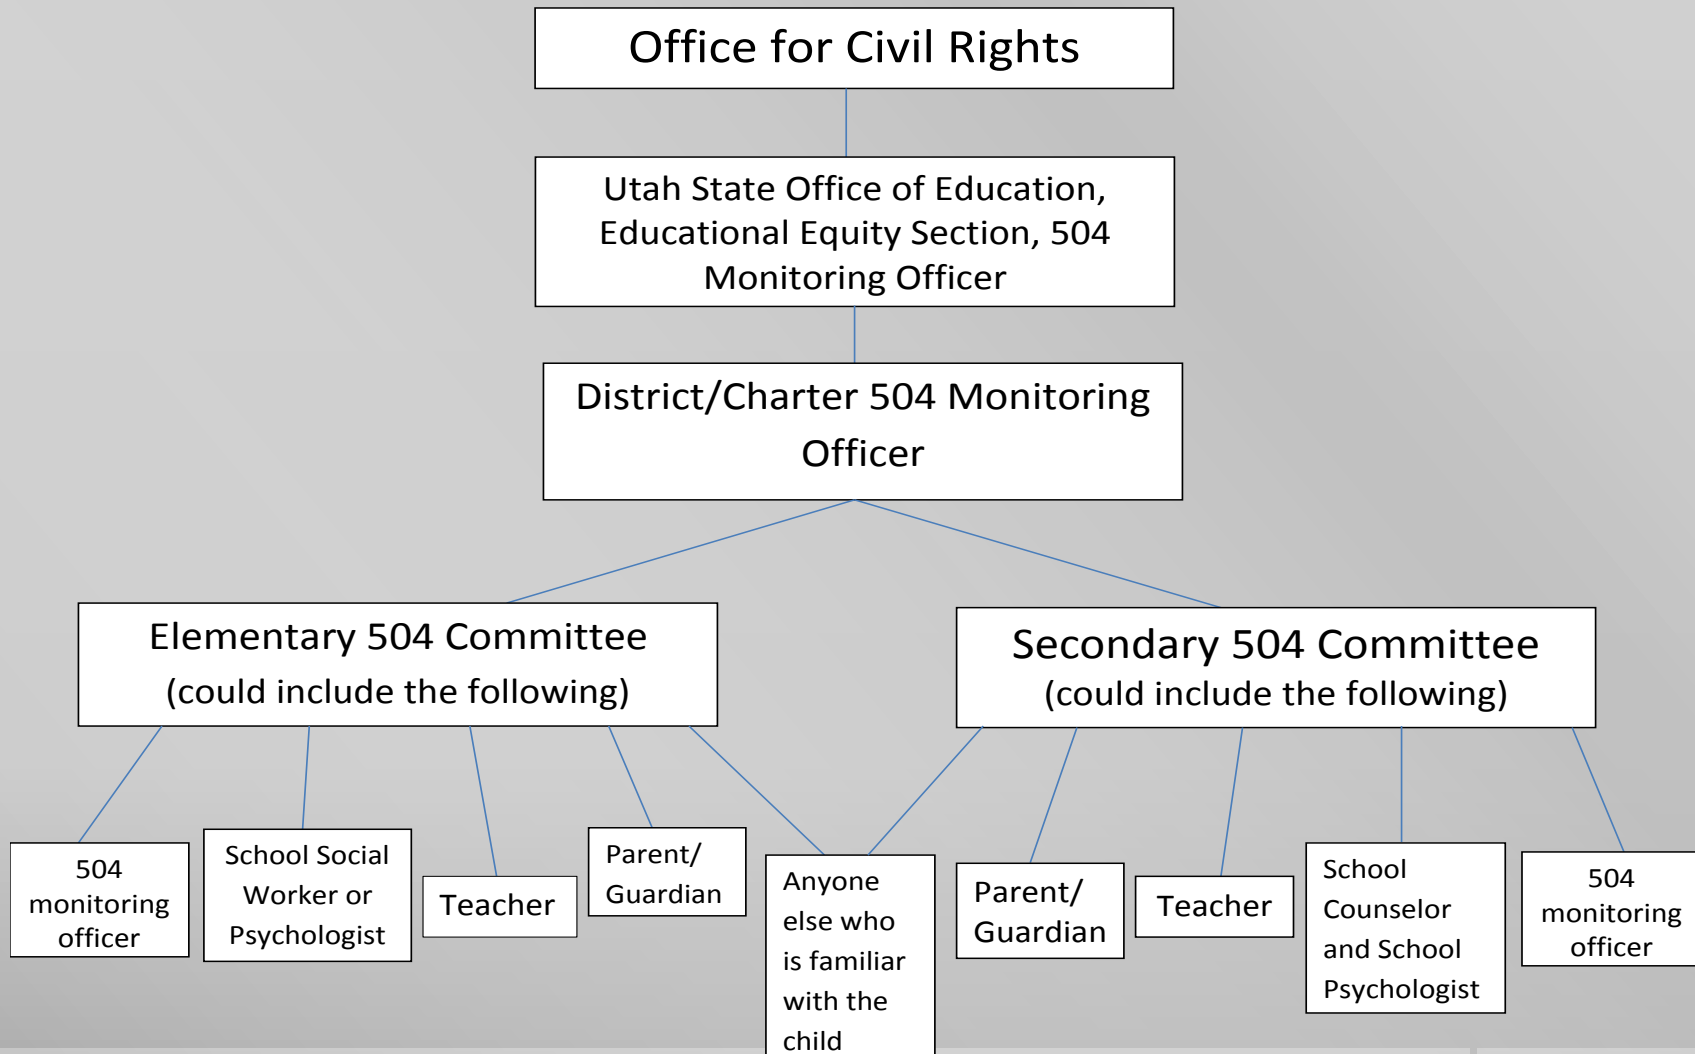 Office for Civil Rights
Utah State Office of Education,
Educational Equity Section, 504
Monitoring Officer
District/Charter 504 Monitoring
Officer
Elementary 504 Committee
(could include the following)
Secondary 504 Committee
(could include the following)
504
monitoring
officer
School Social
Worker or
Psychologist
Teacher
Parent/
Guardian
Anyone
else who
is familiar
with the
child
Parent/
Guardian
Teacher
School
Counselor
and School
Psychologist
504
monitoring
officer